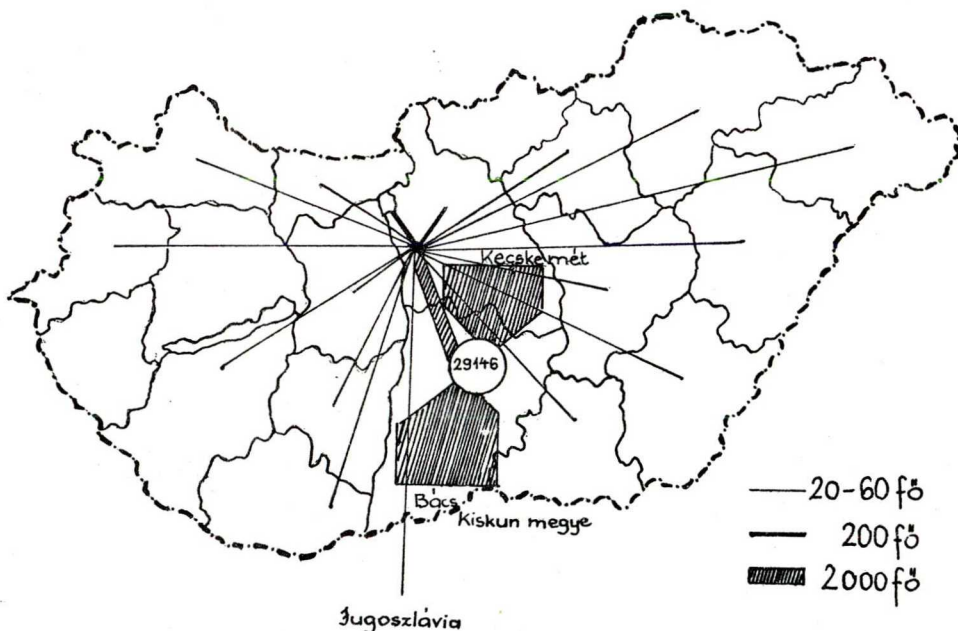 Kecskemét
29146
Bács
Kiskun megye
Jugoszlávia
20-60 fő
200 fő
2000 fő